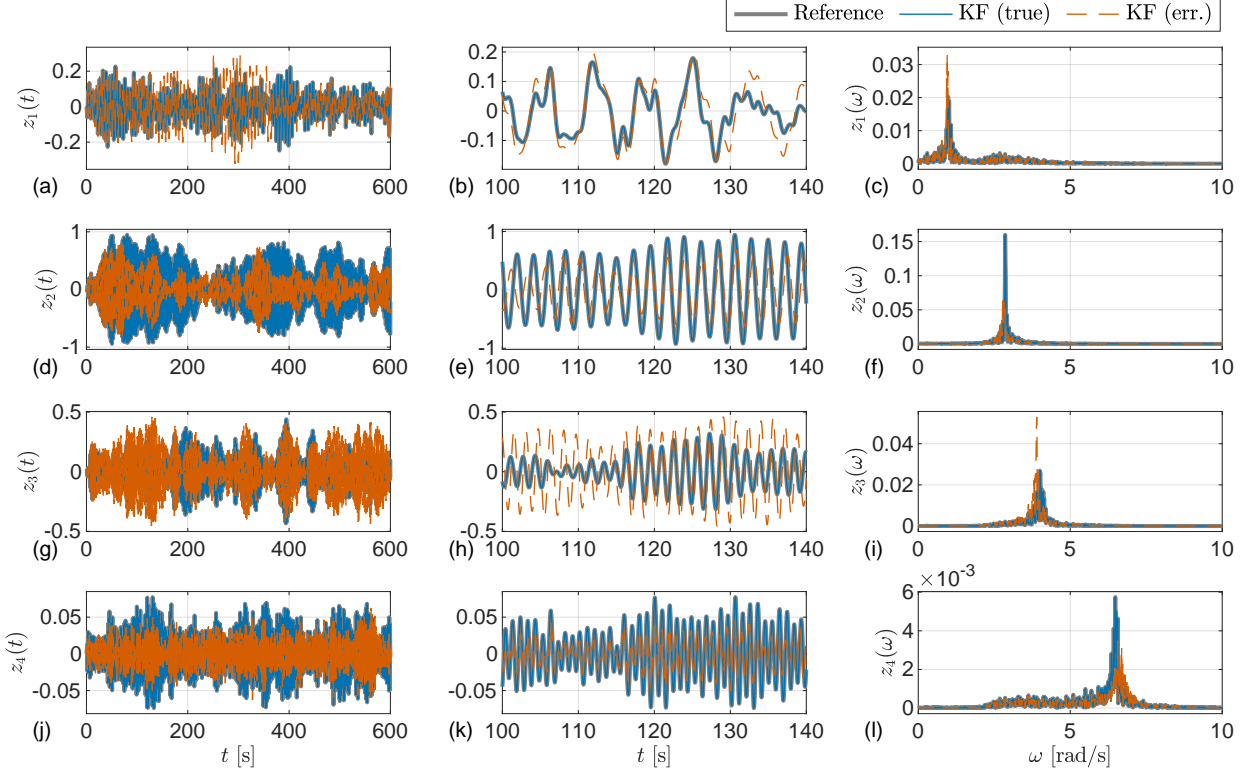 Reference KF (true) KF (err.)
z₁(t)
0.2
0
-0.2
(a)
0 200 400 600
0.2
0.1
0
-0.1
(b)
100 110 120 130 140
z₁(ω)
0.03
0.02
0.01
0
(c)
0 5 10
z₂(t)
1
0
-1
(d)
0 200 400 600
1
0
-1
(e)
100 110 120 130 140
z₂(ω)
0.15
0.1
0.05
0
(f)
0 5 10
z₃(t)
0.5
0
-0.5
(g)
0 200 400 600
0.5
0
-0.5
(h)
100 110 120 130 140
z₃(ω)
0.04
0.02
0
(i)
0 5 10
z₄(t)
0.05
0
-0.05
(j)
0 200 400 600
t [s]
0.05
0
-0.05
(k)
100 110 120 130 140
t [s]
×10⁻³
z₄(ω)
6
4
2
0
(l)
0 5 10
ω [rad/s]